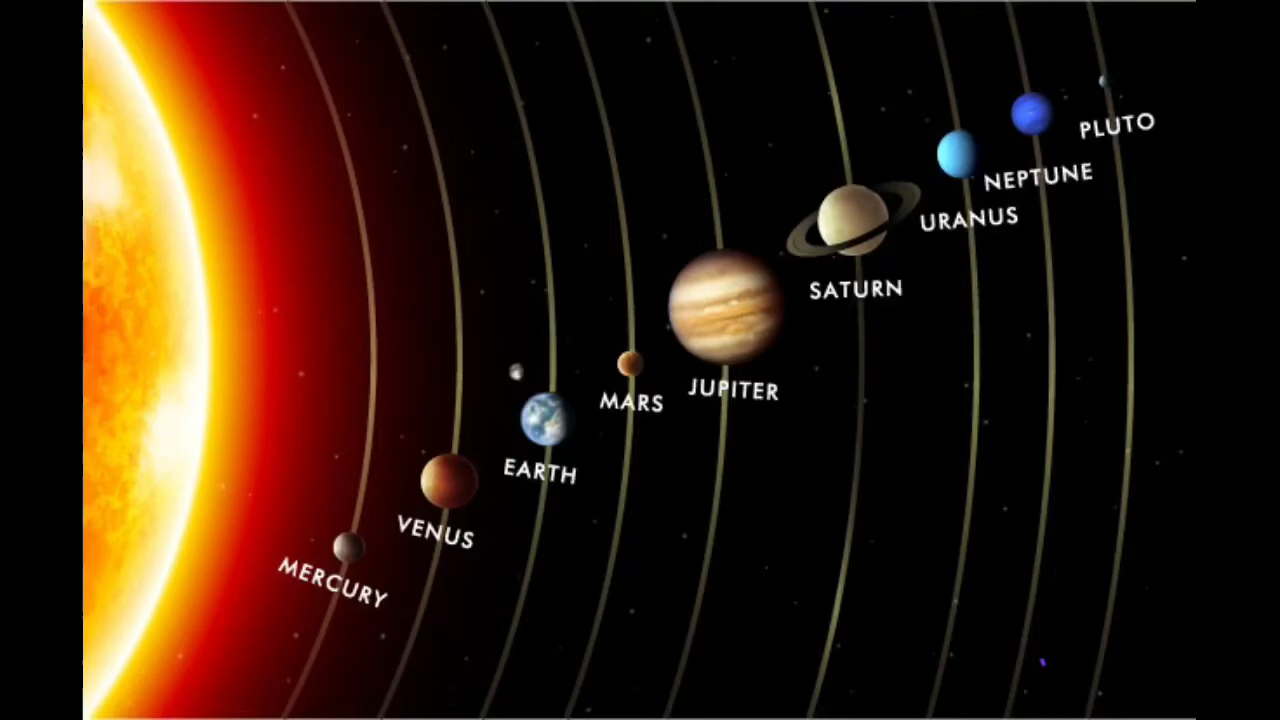 MERCURY
VENUS
EARTH
MARS
JUPITER
SATURN
URANUS
NEPTUNE
PLUTO